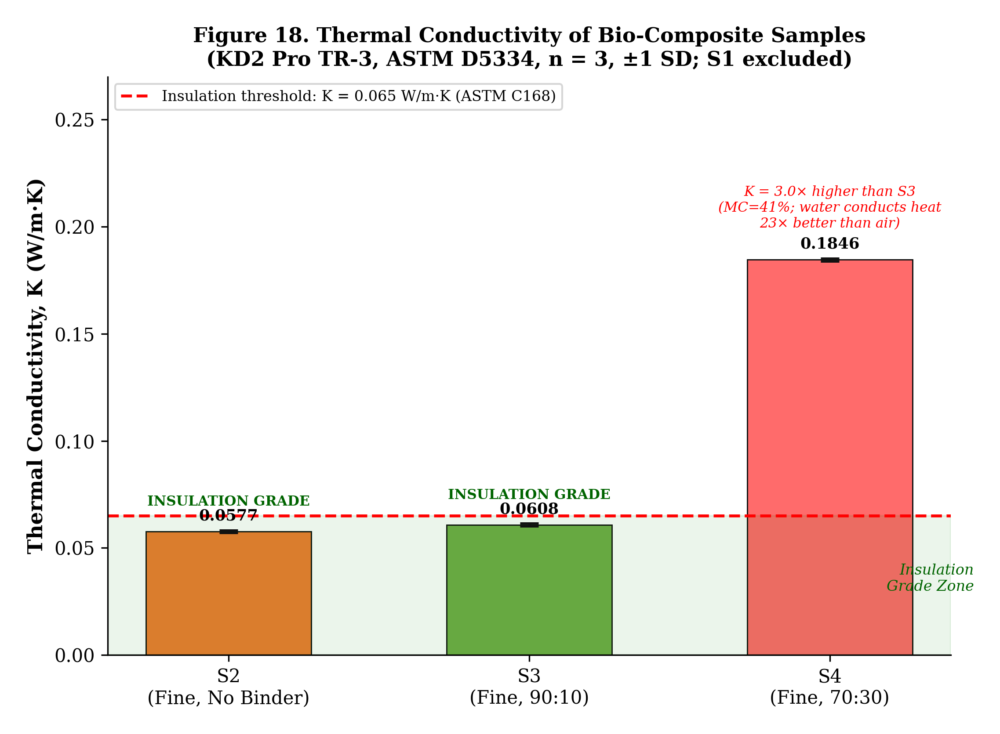 Figure 18. Thermal Conductivity of Bio-Composite Samples
(KD2 Pro TR-3, ASTM D5334, n = 3, ±1 SD; S1 excluded)
Insulation threshold: K = 0.065 W/m·K (ASTM C168)
Thermal Conductivity, K (W/m·K)
0.25
0.20
0.15
0.10
0.05
0.00
K = 3.0× higher than S3
(MC=41%; water conducts heat
23× better than air)
0.1846
INSULATION GRADE
0.0577
INSULATION GRADE
0.0608
Insulation
Grade Zone
S2
(Fine, No Binder)
S3
(Fine, 90:10)
S4
(Fine, 70:30)